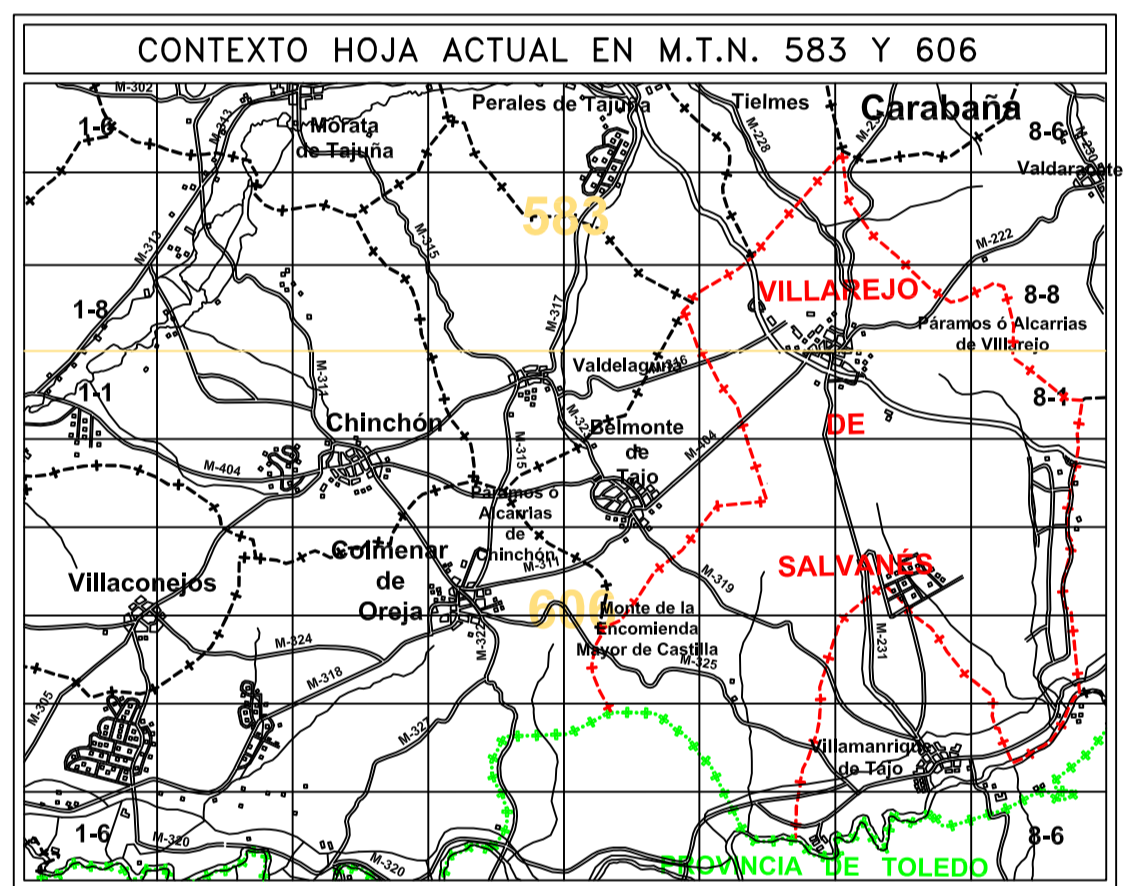 CONTEXTO HOJA ACTUAL EN M.T.N. 583 Y 606
M-302
Perales de Tajuña
Tielmes
Carabaña
1-6
M-313
Morata
de Tajuña
M-228
8-6
M-230
Valdaracete
583
M-313
M-315
M-222
1-8
M-317
VILLAREJO
8-8
Páramos ó Alcarrias
de Villarejo
1-1
M-311
Valdelaguna
8-1
Chinchón
Belmonte
de
Tajo
DE
M-404
M-404
M-315
Páramos ó
Alcarrias
de
Chinchón
Colmenar
de
Oreja
M-311
SALVANÉS
Villaconejos
M-319
606
Monte de la
Encomienda
Mayor de Castilla
M-324
M-322
M-325
M-231
M-318
M-305
M-327
Villamanrique
de Tajo
1-6
M-320
M-320
8-6
PROVINCIA DE TOLEDO